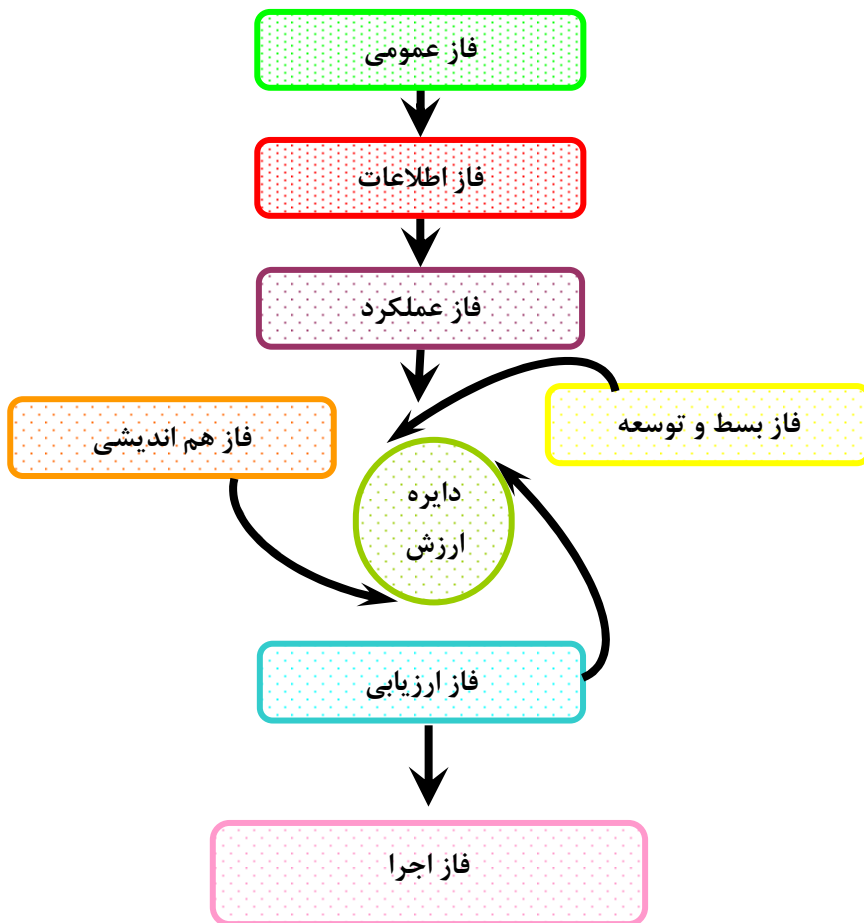 فاز عمومی
فاز اطلاعات
فاز عملکرد
فاز بسط و توسعه
فاز هم اندیشی
دایره
ارزش
فاز ارزیابی
فاز اجرا